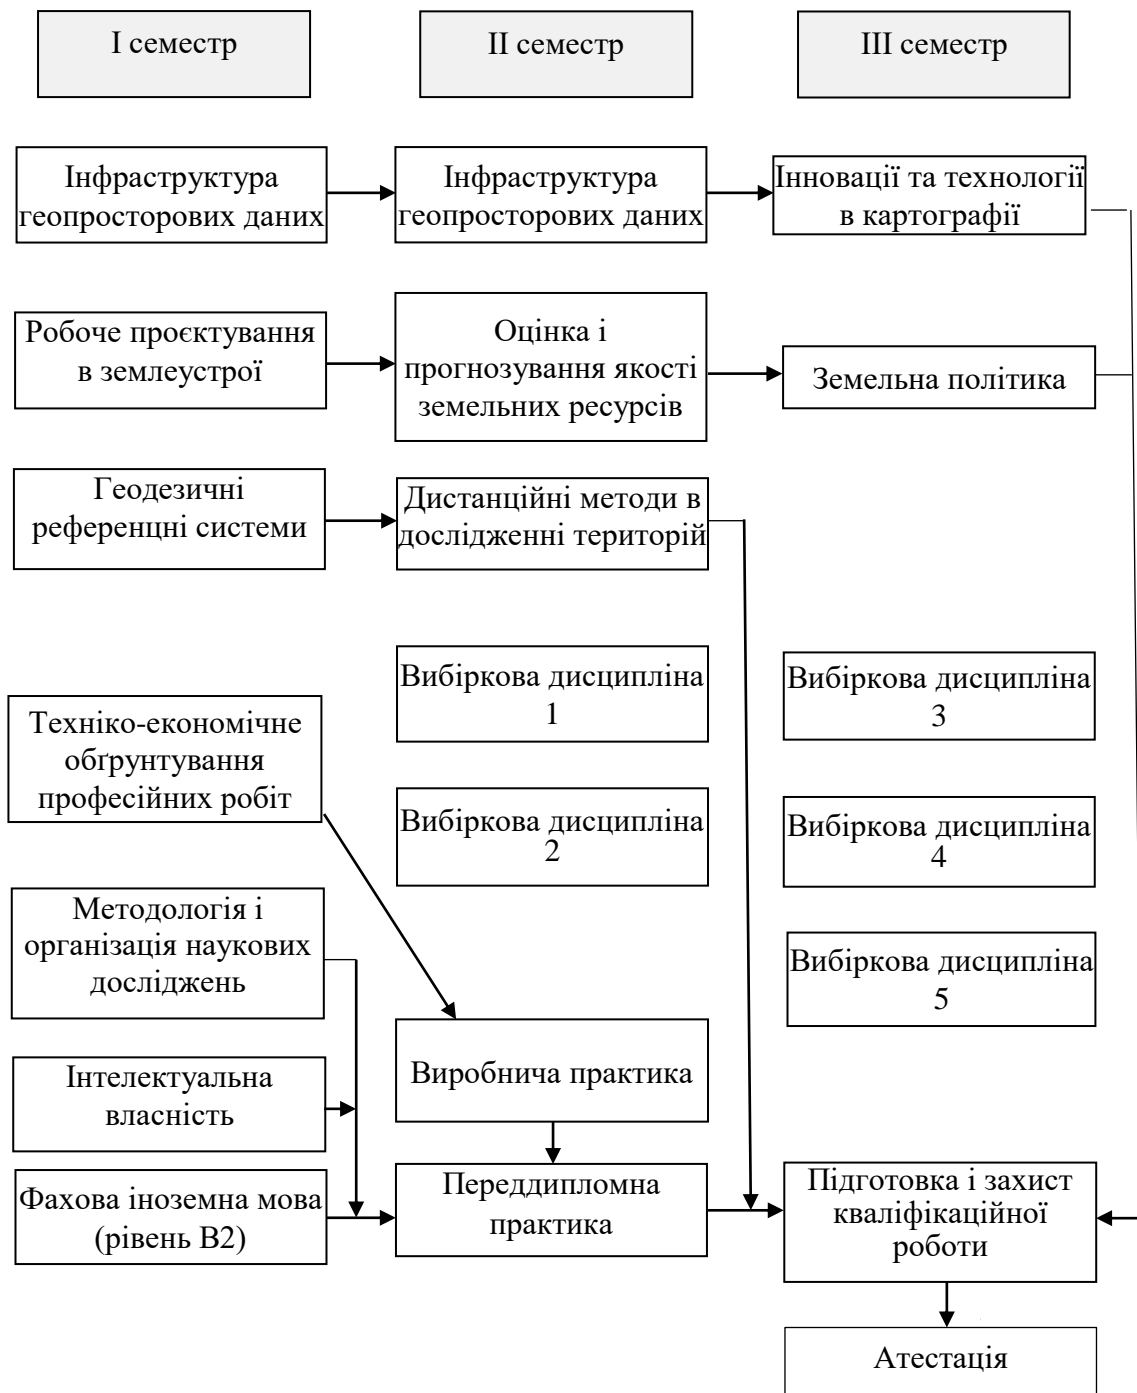 І семестр
ІІ семестр
ІІІ семестр
Інфраструктура
геопросторових даних
Інфраструктура
геопросторових даних
Інновації та технології
в картографії
Робоче проєктування
в землеустрої
Оцінка і
прогнозування якості
земельних ресурсів
Земельна політика
Геодезичні
референцні системи
Дистанційні методи в
дослідженні територій
Техніко-економічне
обґрунтування
професійних робіт
Вибіркова дисципліна
1
Вибіркова дисципліна
3
Вибіркова дисципліна
2
Вибіркова дисципліна
4
Методологія і
організація наукових
досліджень
Вибіркова дисципліна
5
Інтелектуальна
власність
Виробнича практика
Фахова іноземна мова
(рівень В2)
Переддипломна
практика
Підготовка і захист
кваліфікаційної
роботи
Атестація